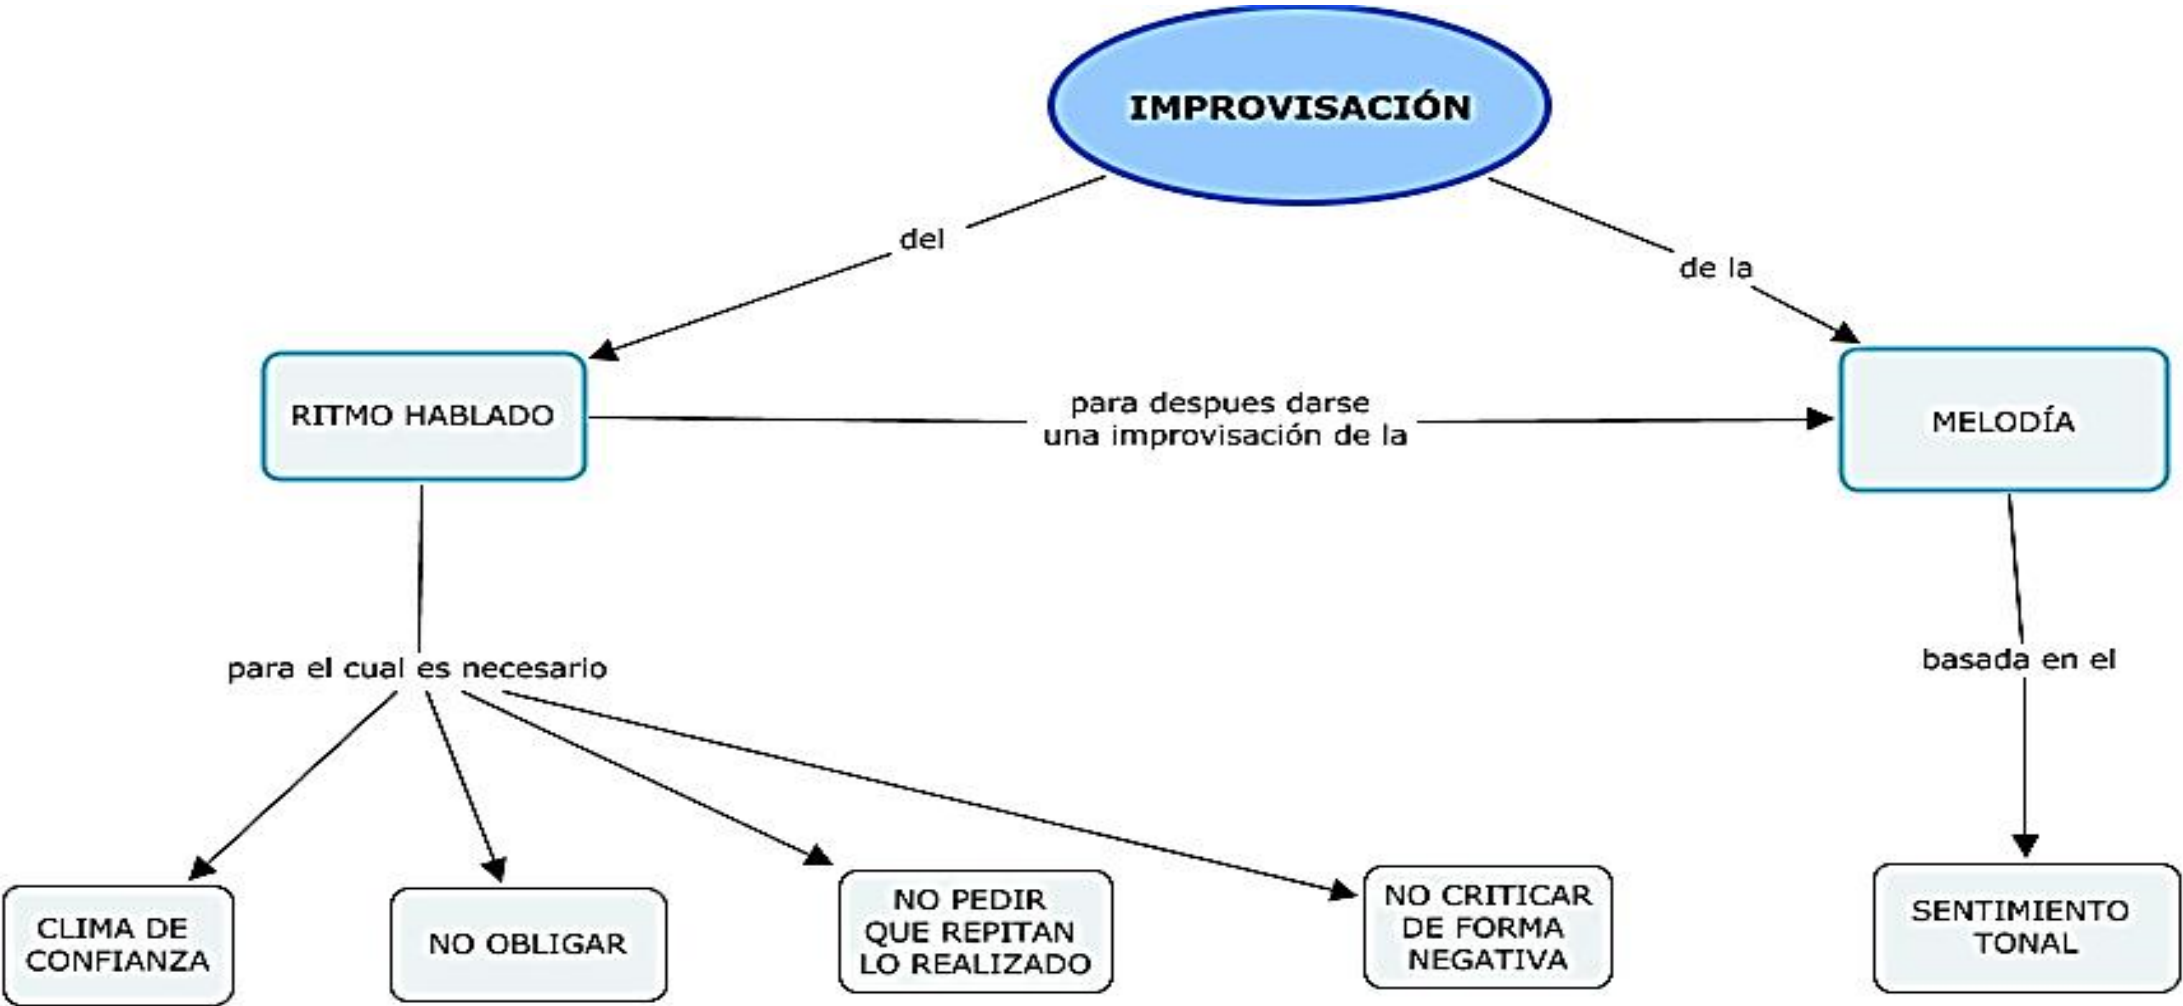 IMPROVISACIÓN
del
de la
RITMO HABLADO
para despues darse
una improvisación de la
MELODÍA
para el cual es necesario
basada en el
CLIMA DE
CONFIANZA
NO OBLIGAR
NO PEDIR
QUE REPITAN
LO REALIZADO
NO CRITICAR
DE FORMA
NEGATIVA
SENTIMIENTO
TONAL